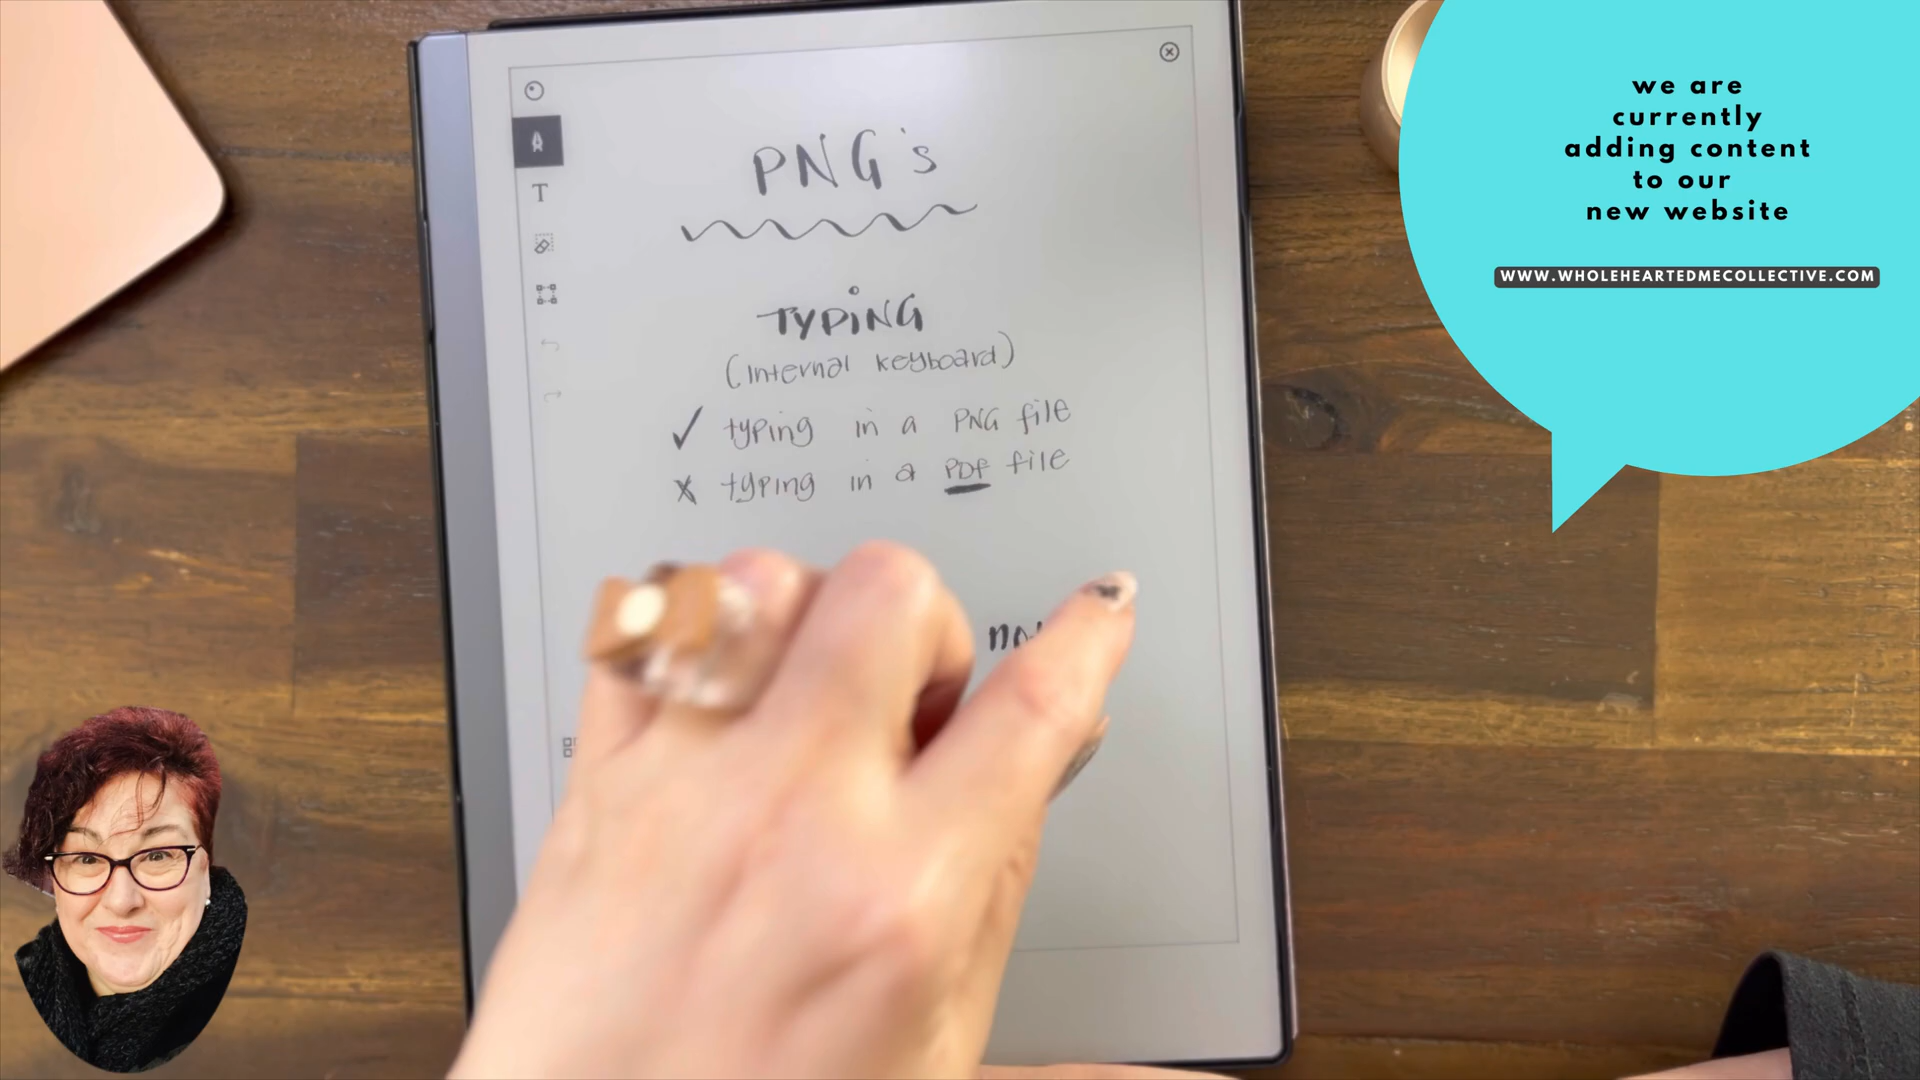 PNG's
TYPiNG
(internal keyboard)
✓ typing in a PNG file
x typing in a PDF file
T
we are
currently
adding content
to our
new website
WWW.WHOLEHEARTEDMECOLLECTIVE.COM